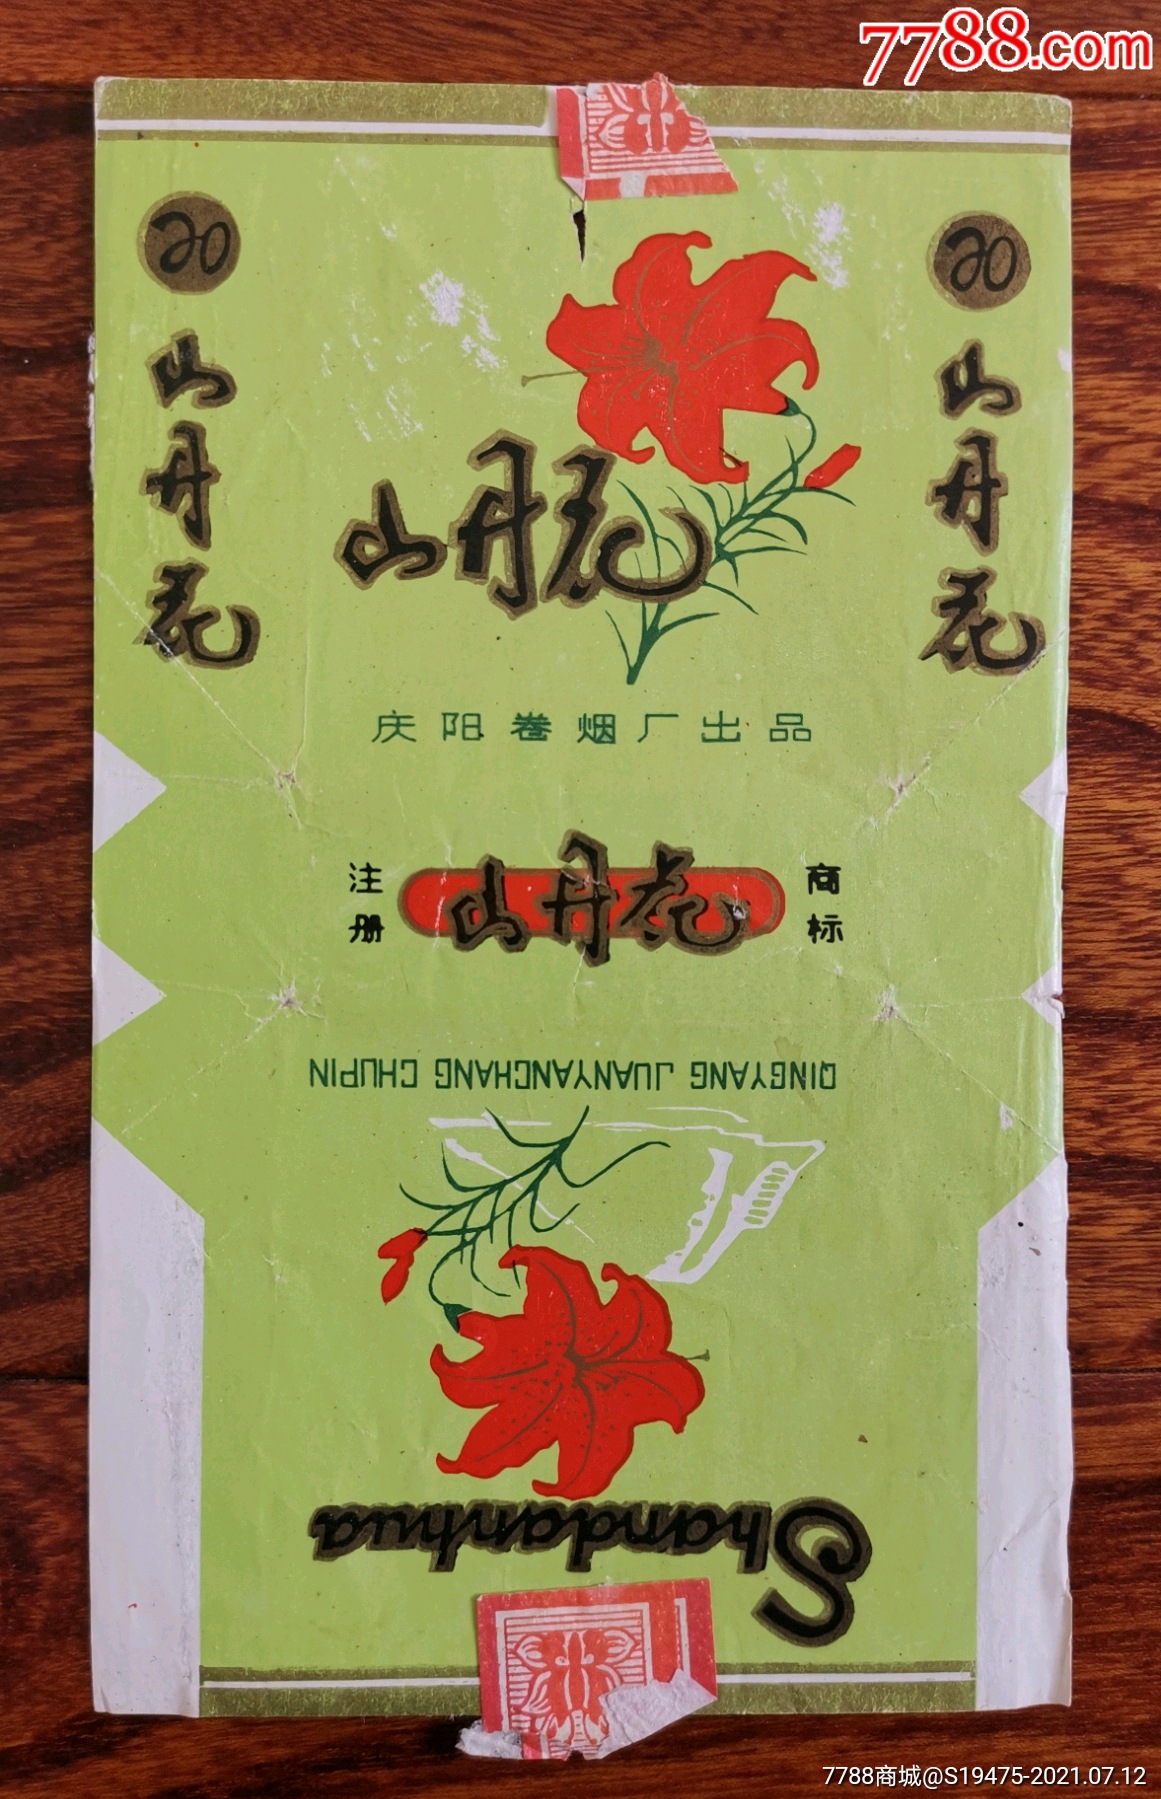 7788.com
20
山丹花
20
山丹花
山丹花
庆阳卷烟厂出品
注册
山丹花
商标
QINGYANG JUANYANCHANG CHUPIN
Shandanhua
7788商城@S19475-2021.07.12